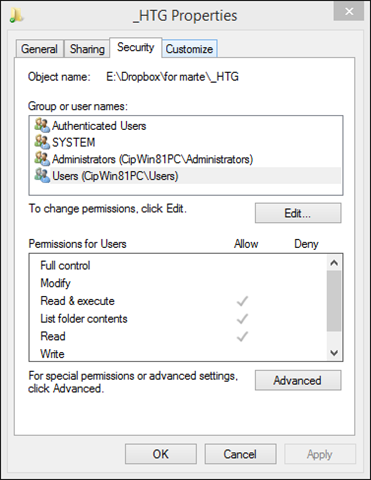 _HTG Properties
General Sharing Security Customize
Object name: E:\Dropbox\for marte\_HTG
Group or user names:
Authenticated Users
SYSTEM
Administrators (CipWin81PC\Administrators)
Users (CipWin81PC\Users)
To change permissions, click Edit.
Edit...
Permissions for Users Allow Deny
Full control
Modify
Read & execute
List folder contents
Read
Write
For special permissions or advanced settings,
click Advanced.
Advanced
OK Cancel Apply